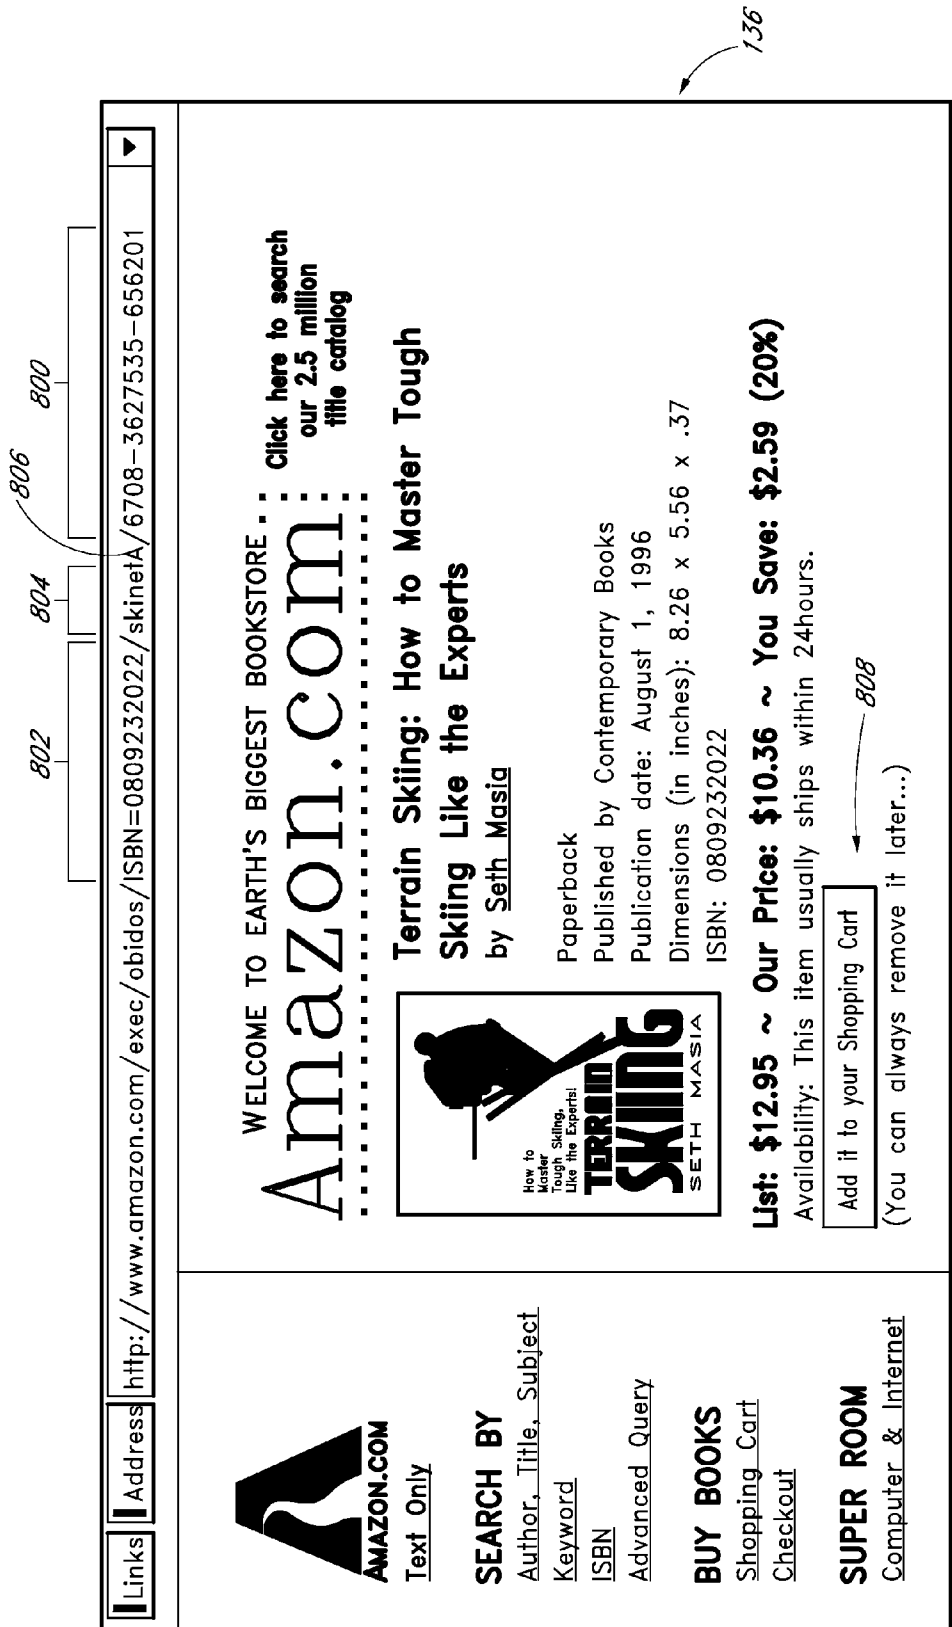 136
806
802
804
800
Links
Address
http://www.amazon.com/exec/obidos/ISBN=0809232022/skinetA/6708-3627535-656201
AMAZON.COM
Text Only
SEARCH BY
Author, Title, Subject
Keyword
ISBN
Advanced Query
BUY BOOKS
Shopping Cart
Checkout
SUPER ROOM
Computer & Internet
WELCOME TO EARTH'S BIGGEST BOOKSTORE
Amazon.com
Click here to search
our 2.5 million
title catalog
How to
Master
Tough Skiing,
Like the Experts!
TERRAIN
SKIING
SETH MASIA
Terrain Skiing: How to Master Tough
Skiing Like the Experts
by Seth Masia
Paperback
Published by Contemporary Books
Publication date: August 1, 1996
Dimensions (in inches): 8.26 x 5.56 x .37
ISBN: 0809232022
List: $12.95 ~ Our Price: $10.36 ~ You Save: $2.59 (20%)
Availability: This item usually ships within 24hours.
Add it to your Shopping Cart
808
(You can always remove it later...)